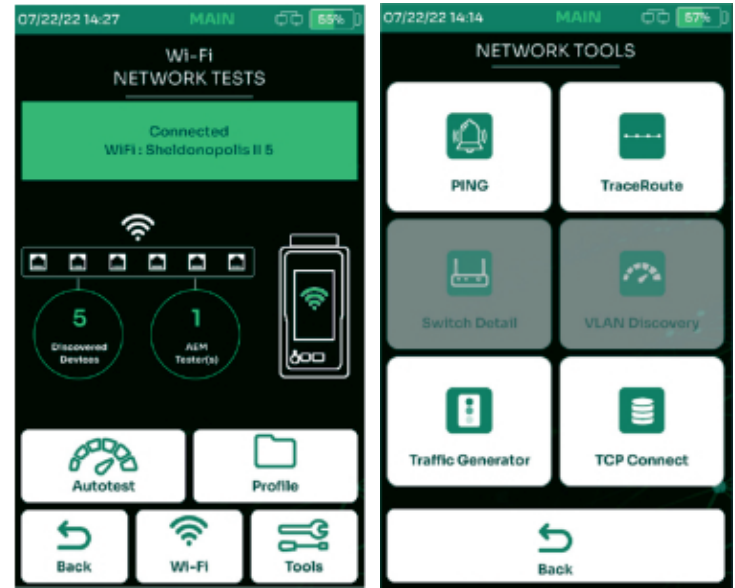 07/22/22 14:27 MAIN 55%
Wi-Fi
NETWORK TESTS
Connected
WiFi : Sheldonopolis II 5
5
Discovered
Devices
1
AEM
Tester(s)
Autotest
Profile
Back
Wi-Fi
Tools
07/22/22 14:14 MAIN 57%
NETWORK TOOLS
PING
TraceRoute
Switch Detail
VLAN Discovery
Traffic Generator
TCP Connect
Back